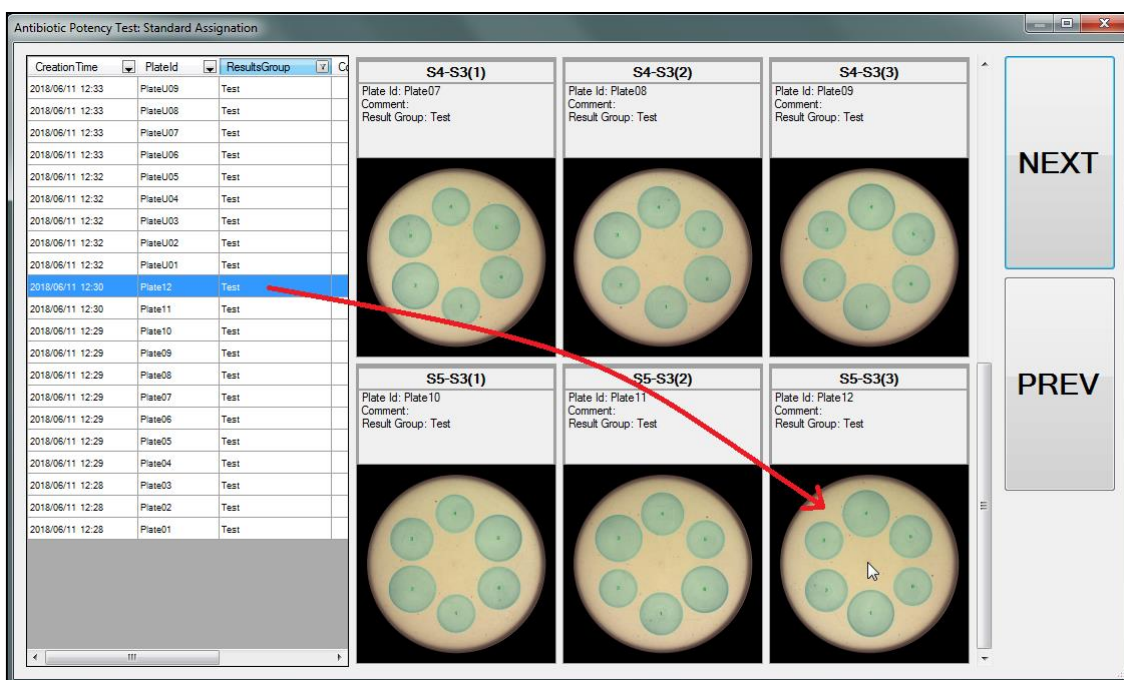 Antibiotic Potency Test: Standard Assignation
CreationTime PlateId ResultsGroup Co
2018/06/11 12:33 PlateU09 Test
2018/06/11 12:33 PlateU08 Test
2018/06/11 12:33 PlateU07 Test
2018/06/11 12:33 PlateU06 Test
2018/06/11 12:32 PlateU05 Test
2018/06/11 12:32 PlateU04 Test
2018/06/11 12:32 PlateU03 Test
2018/06/11 12:32 PlateU02 Test
2018/06/11 12:32 PlateU01 Test
2018/06/11 12:30 Plate12 Test
2018/06/11 12:30 Plate11 Test
2018/06/11 12:29 Plate10 Test
2018/06/11 12:29 Plate09 Test
2018/06/11 12:29 Plate08 Test
2018/06/11 12:29 Plate07 Test
2018/06/11 12:29 Plate06 Test
2018/06/11 12:29 Plate05 Test
2018/06/11 12:29 Plate04 Test
2018/06/11 12:28 Plate03 Test
2018/06/11 12:28 Plate02 Test
2018/06/11 12:28 Plate01 Test
S4-S3(1)
Plate Id: Plate07
Comment:
Result Group: Test
S4-S3(2)
Plate Id: Plate08
Comment:
Result Group: Test
S4-S3(3)
Plate Id: Plate09
Comment:
Result Group: Test
S5-S3(1)
Plate Id: Plate10
Comment:
Result Group: Test
S5-S3(2)
Plate Id: Plate11
Comment:
Result Group: Test
S5-S3(3)
Plate Id: Plate12
Comment:
Result Group: Test
NEXT
PREV